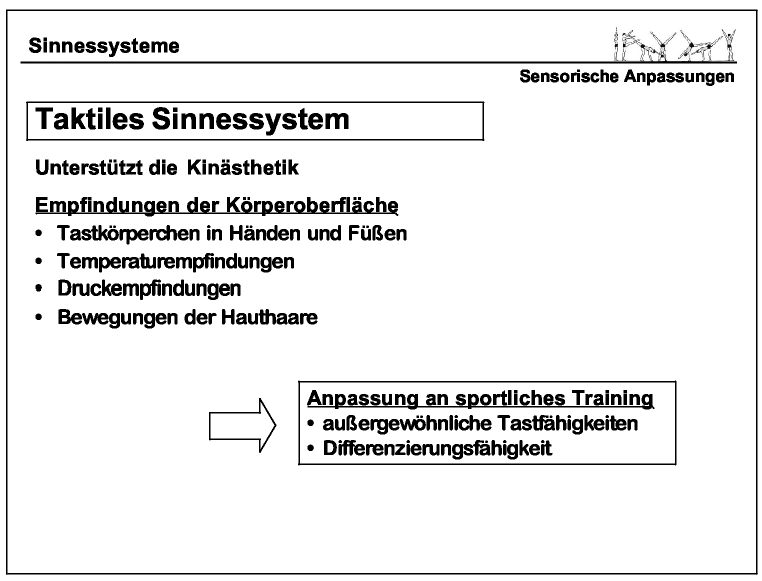 Sinnessysteme
Sensorische Anpassungen
Taktiles Sinnessystem
Unterstützt die Kinästhetik
Empfindungen der Körperoberfläche
• Tastkörperchen in Händen und Füßen
• Temperaturempfindungen
• Druckempfindungen
• Bewegungen der Hauthaare
Anpassung an sportliches Training
• außergewöhnliche Tastfähigkeiten
• Differenzierungsfähigkeit